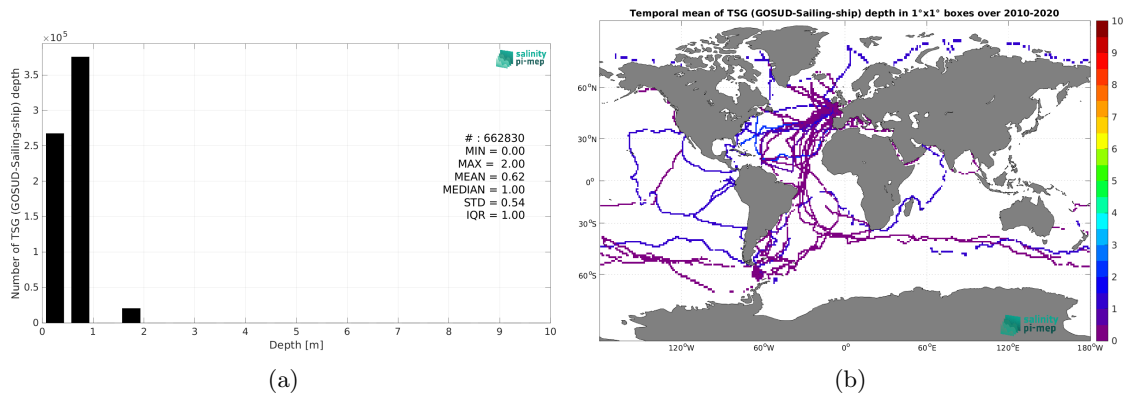 ×10⁵
3.5
3
2.5
2
1.5
1
0.5
0
Number of TSG (GOSUD-Sailing-ship) depth
salinity
pi-mep
# : 662830
MIN = 0.00
MAX = 2.00
MEAN = 0.62
MEDIAN = 1.00
STD = 0.54
IQR = 1.00
0 1 2 3 4 5 6 7 8 9 10
Depth [m]
(a)
Temporal mean of TSG (GOSUD-Sailing-ship) depth in 1°x1° boxes over 2010-2020
60°N
30°N
0°
30°S
60°S
120°W 60°W 0° 60°E 120°E 180°W
salinity
pi-mep
10
9
8
7
6
5
4
3
2
1
0
(b)